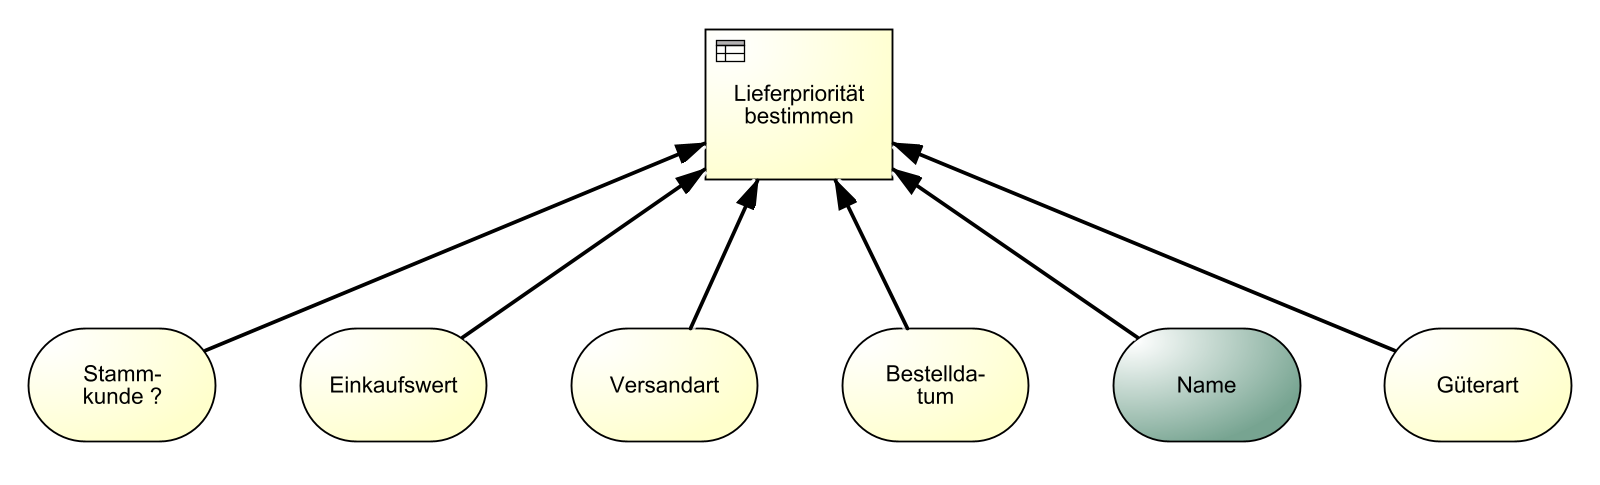 Lieferpriorität
bestimmen
Stamm-
kunde ?
Einkaufswert
Versandart
Bestellda-
tum
Name
Güterart